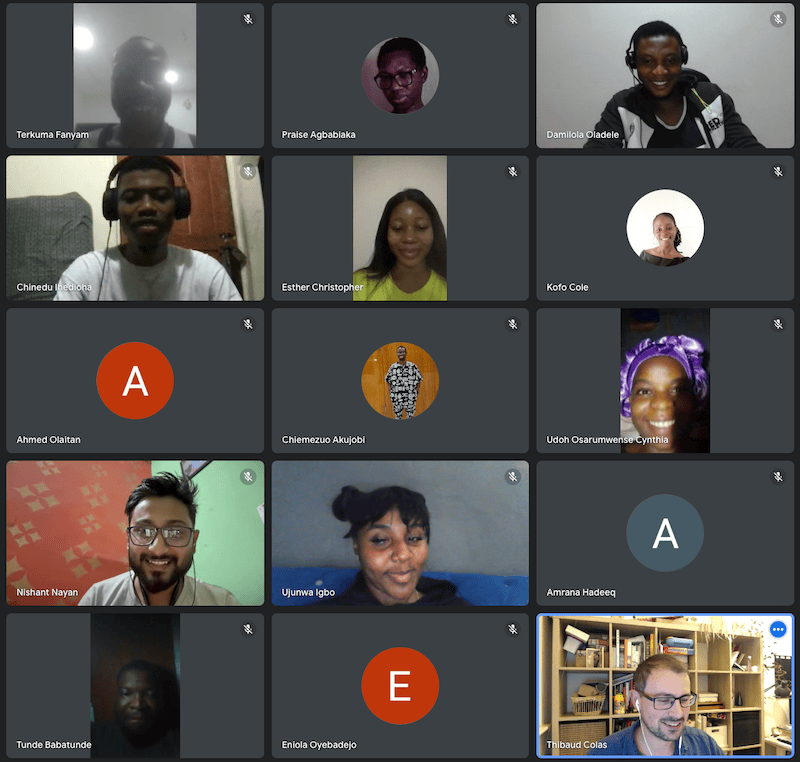 Terkuma Fanyam
Praise Agbabiaka
Damilola Oladele
Chinedu Ihedioha
Esther Christopher
Kofo Cole
A
Ahmed Olaitan
Chiemezuo Akujobi
Udoh Osarumwense Cynthia
Nishant Nayan
Ujunwa Igbo
A
Amrana Hadeeq
Tunde Babatunde
E
Eniola Oyebadejo
Thibaud Colas